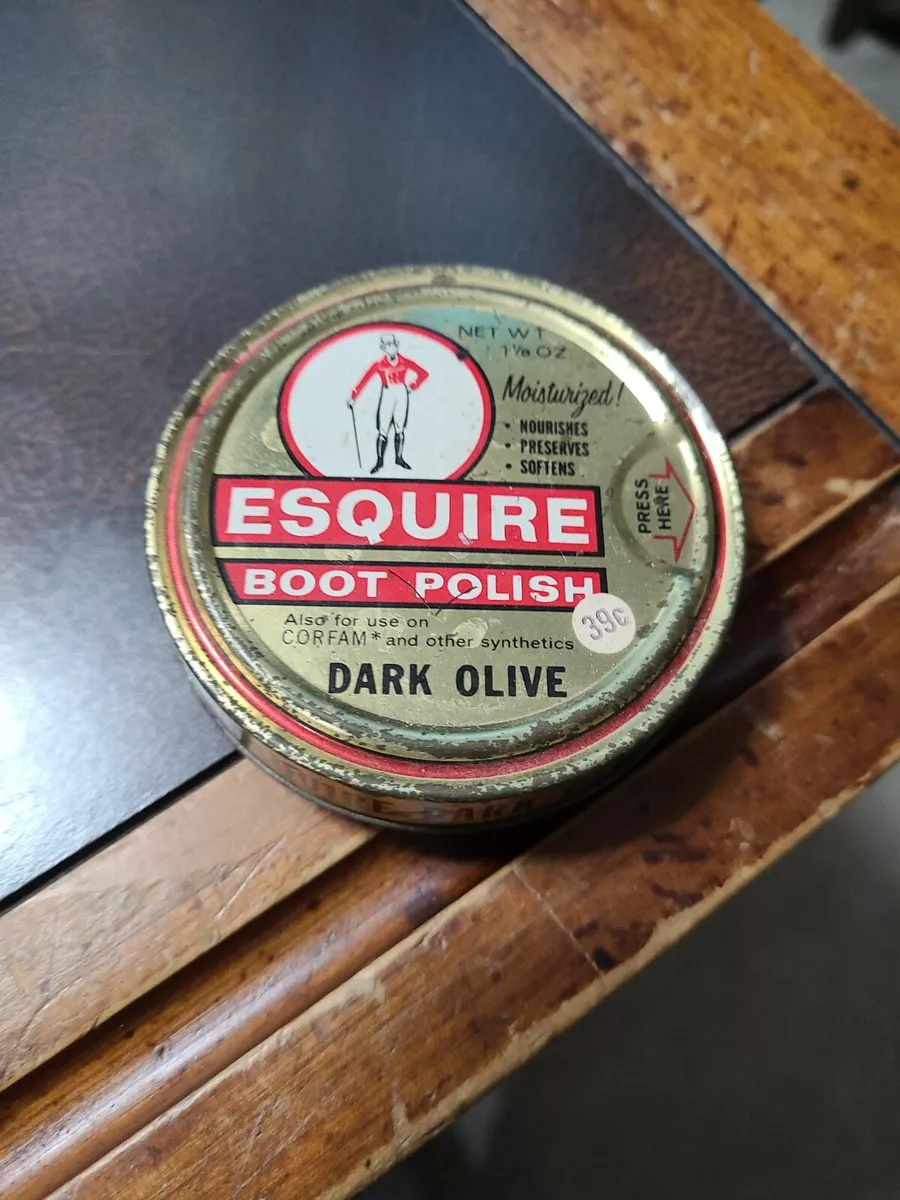 NET WT
1⅛ OZ.
Moisturized!
• NOURISHES
• PRESERVES
• SOFTENS
PRESS
HERE
ESQUIRE
BOOT POLISH
39¢
Also for use on
CORFAM* and other synthetics
DARK OLIVE
DARK